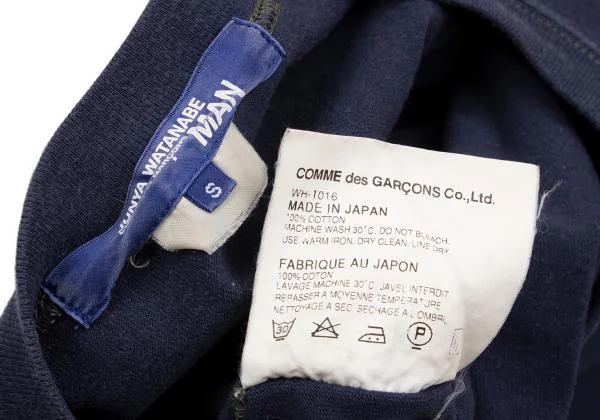 JUNYA WATANABE
MAN
S
COMME des GARÇONS Co.,Ltd.
WH-T016
MADE IN JAPAN
100% COTTON
MACHINE WASH 30°C. DO NOT BLEACH.
USE WARM IRON. DRY CLEAN. LINE DRY
FABRIQUE AU JAPON
100% COTON
LAVAGE MACHINE 30°C. JAVEL INTERDIT
REPASSER A MOYENNE TEMPERATURE
NETTOYAGE A SEC. SECHAGE A L'OMBRE
30 P